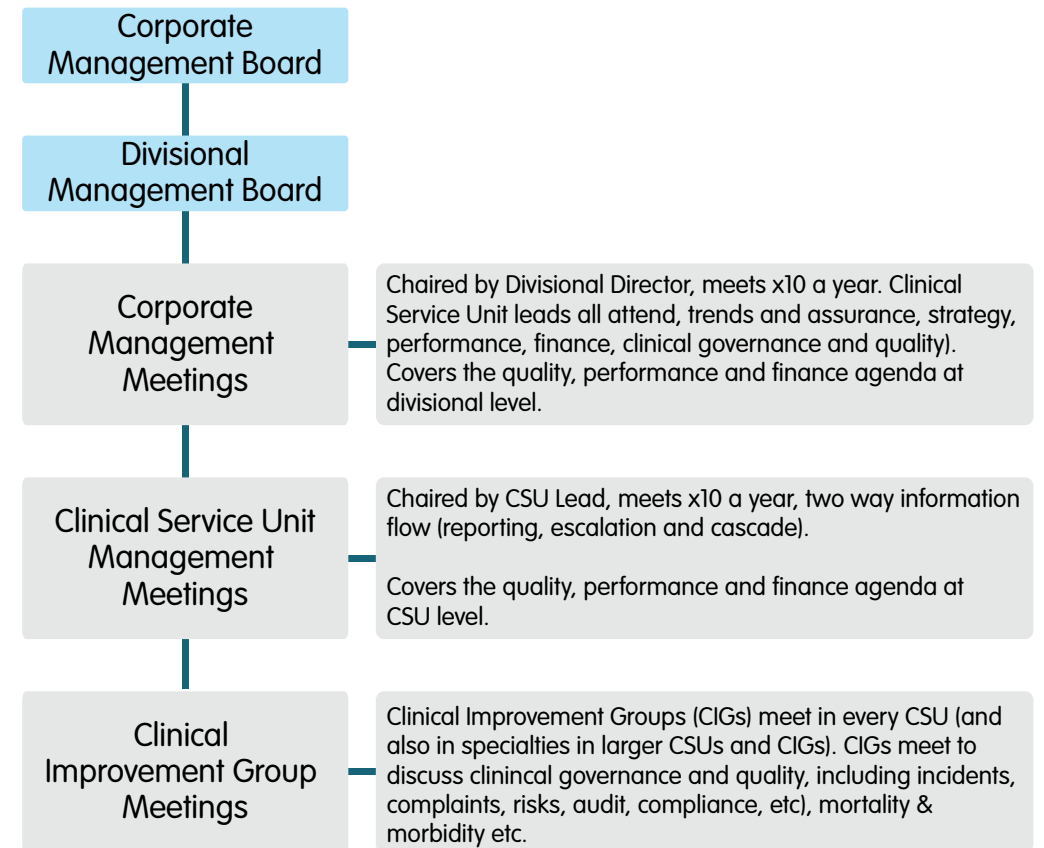 Corporate
Management Board
Divisional
Management Board
Corporate
Management
Meetings
Chaired by Divisional Director, meets x10 a year. Clinical
Service Unit leads all attend, trends and assurance, strategy,
performance, finance, clinical governance and quality).
Covers the quality, performance and finance agenda at
divisional level.
Clinical Service Unit
Management
Meetings
Chaired by CSU Lead, meets x10 a year, two way information
flow (reporting, escalation and cascade).
Covers the quality, performance and finance agenda at
CSU level.
Clinical
Improvement Group
Meetings
Clinical Improvement Groups (CIGs) meet in every CSU (and
also in specialties in larger CSUs and CIGs). CIGs meet to
discuss clinincal governance and quality, including incidents,
complaints, risks, audit, compliance, etc), mortality &
morbidity etc.